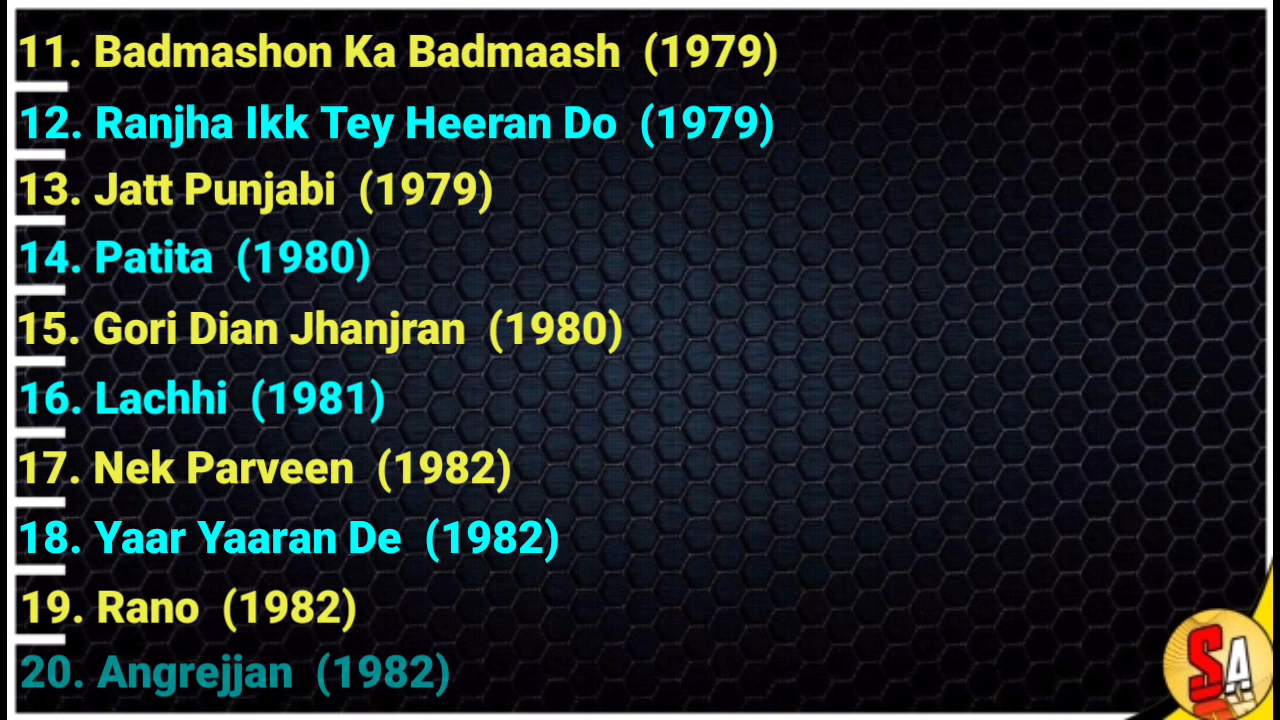 11. Badmashon Ka Badmaash (1979)
12. Ranjha Ikk Tey Heeran Do (1979)
13. Jatt Punjabi (1979)
14. Patita (1980)
15. Gori Dian Jhanjran (1980)
16. Lachhi (1981)
17. Nek Parveen (1982)
18. Yaar Yaaran De (1982)
19. Rano (1982)
20. Angrejjan (1982)
SA